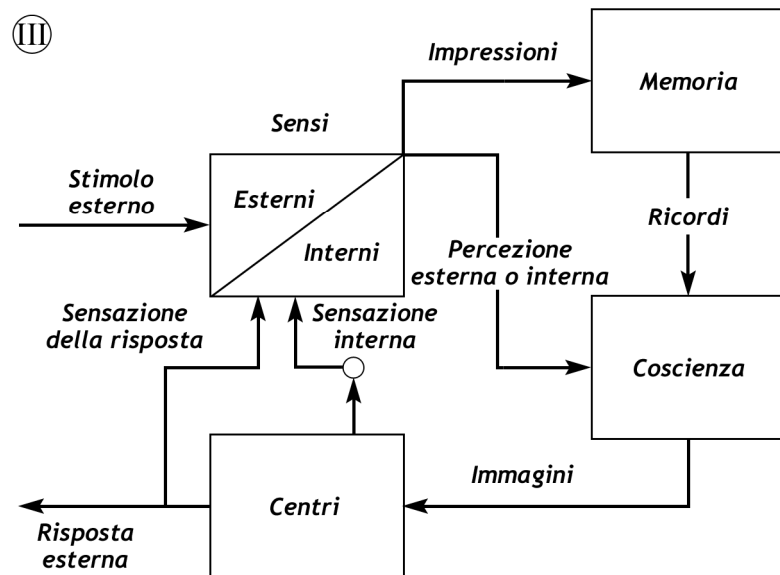 III
Impressioni
Memoria
Sensi
Stimolo
esterno
Esterni
Interni
Ricordi
Percezione
esterna o interna
Sensazione
della risposta
Sensazione
interna
Coscienza
Immagini
Centri
Risposta
esterna